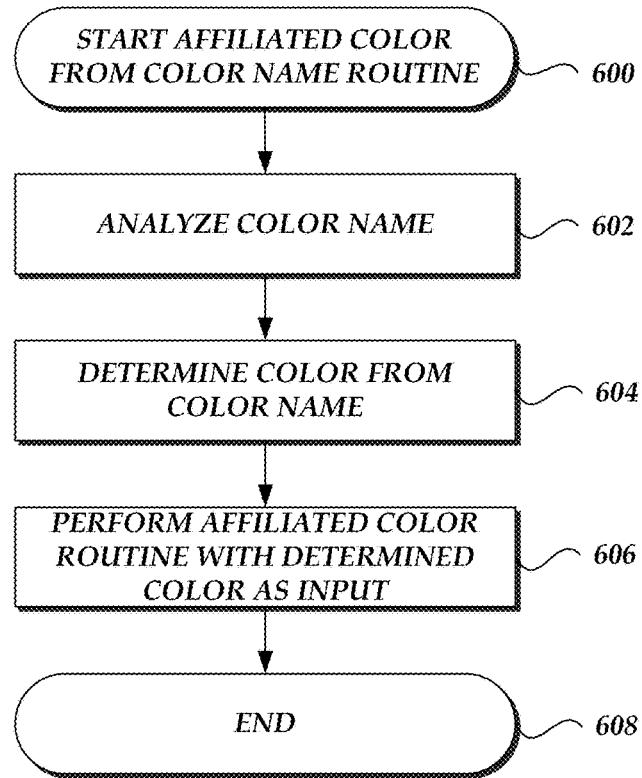 START AFFILIATED COLOR
FROM COLOR NAME ROUTINE
600
ANALYZE COLOR NAME
602
DETERMINE COLOR FROM
COLOR NAME
604
PERFORM AFFILIATED COLOR
ROUTINE WITH DETERMINED
COLOR AS INPUT
606
END
608